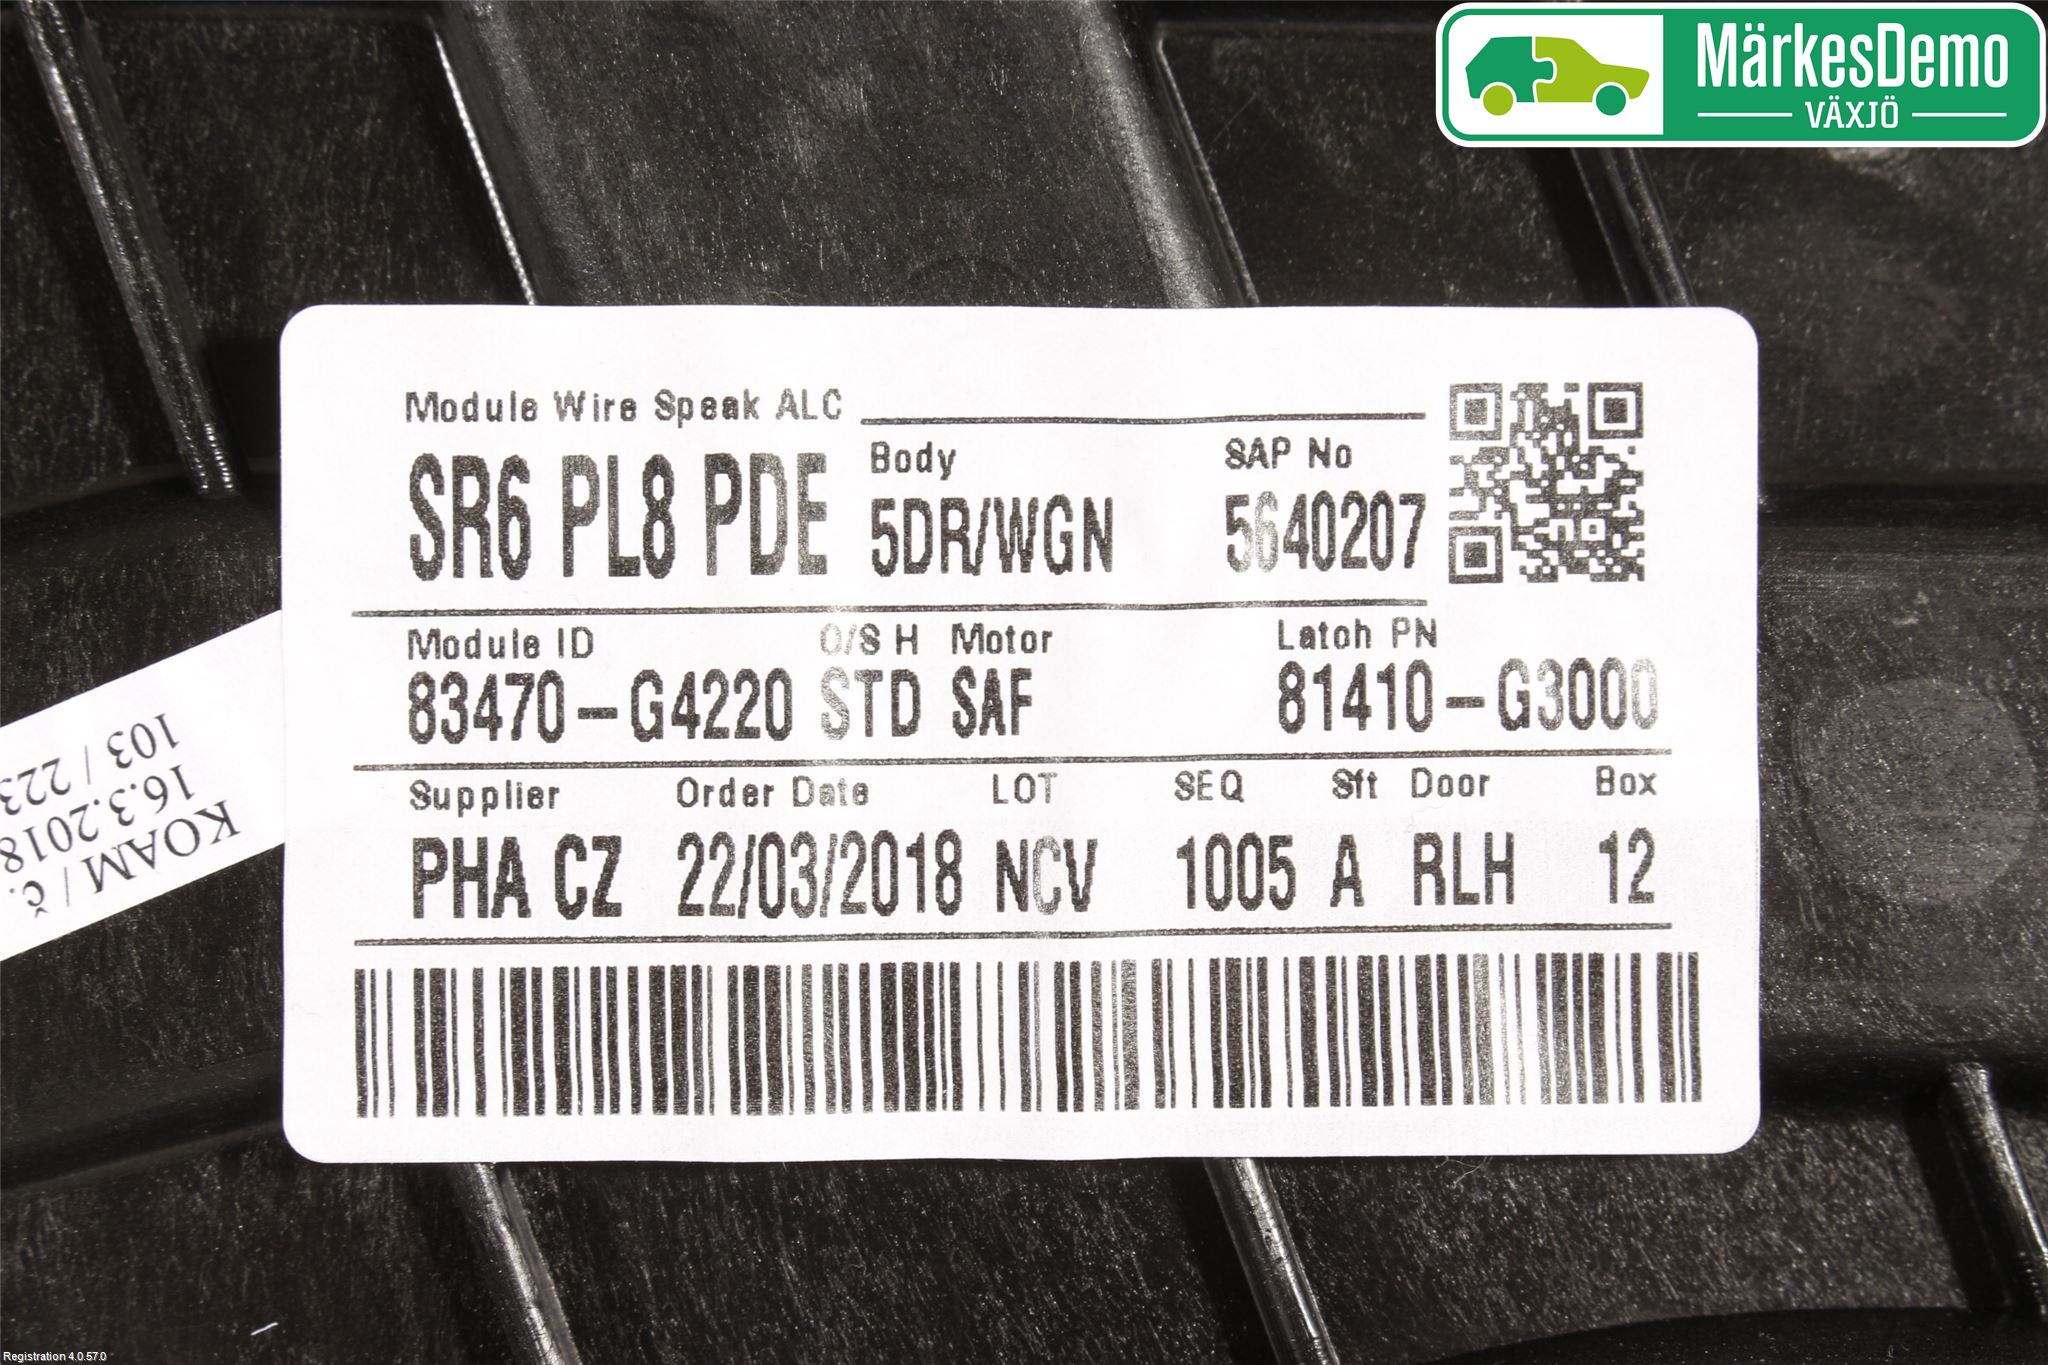 MärkesDemo
VÄXJÖ
Module Wire Speak ALC
SR6 PL8 PDE
Body
5DR/WGN
SAP No
5640207
Module ID O/S H Motor Latch PN
83470-G4220 STD SAF 81410-G3000
Supplier Order Date LOT SEQ Sft Door Box
PHA CZ 22/03/2018 NCV 1005 A RLH 12
KOAM / č.
16.3.2018
103 / 223
Registration 4.0.57.0